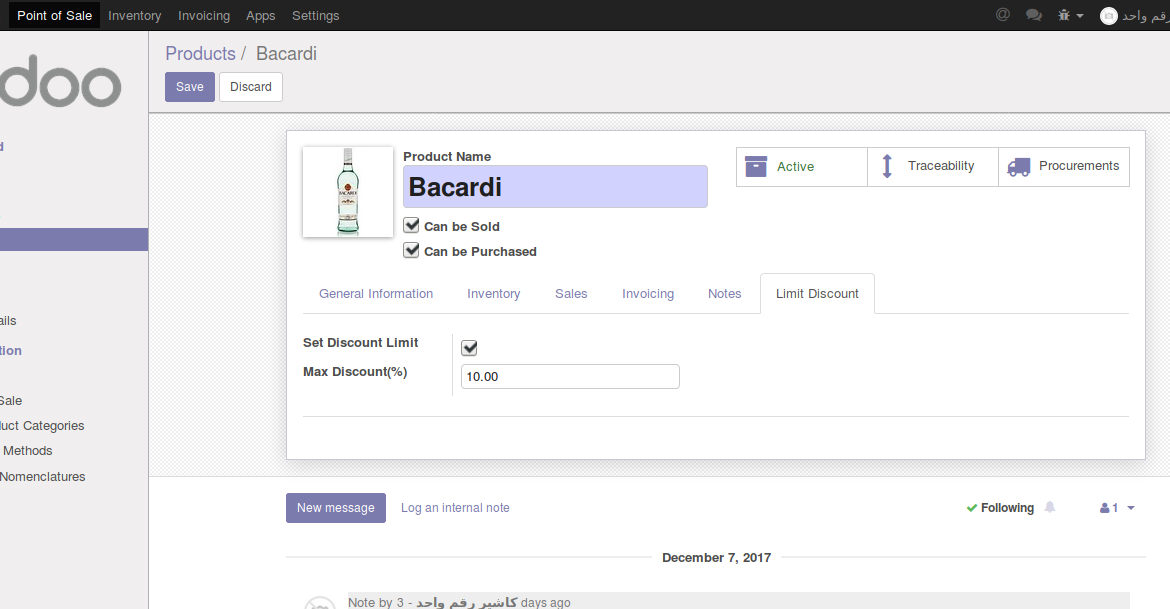 Point of Sale Inventory Invoicing Apps Settings @ رقم واحد
doo
Products / Bacardi
Save Discard
Product Name
Bacardi
BACARDI
Can be Sold
Can be Purchased
Active Traceability Procurements
General Information Inventory Sales Invoicing Notes Limit Discount
Set Discount Limit
Max Discount(%) 10.00
ails
tion
Sale
uct Categories
Methods
Nomenclatures
New message Log an internal note Following 1
December 7, 2017
Note by كاشير رقم واحد - 3 days ago